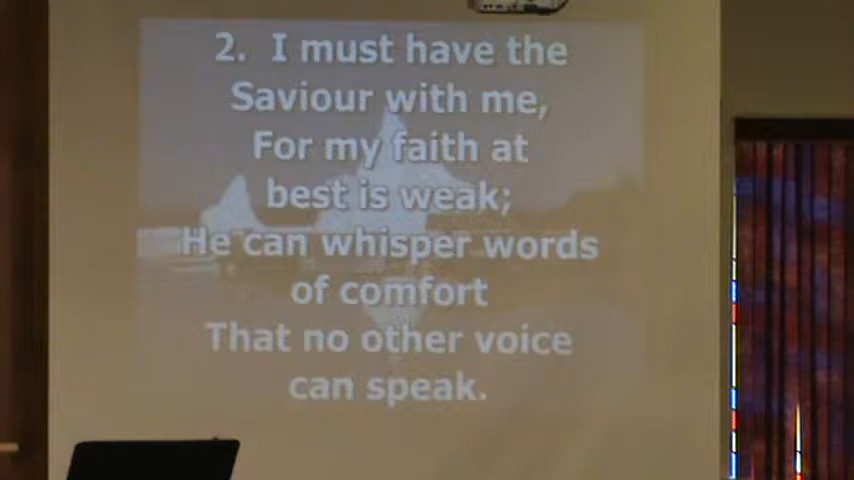 2. I must have the
Saviour with me,
For my faith at
best is weak;
He can whisper words
of comfort
That no other voice
can speak.